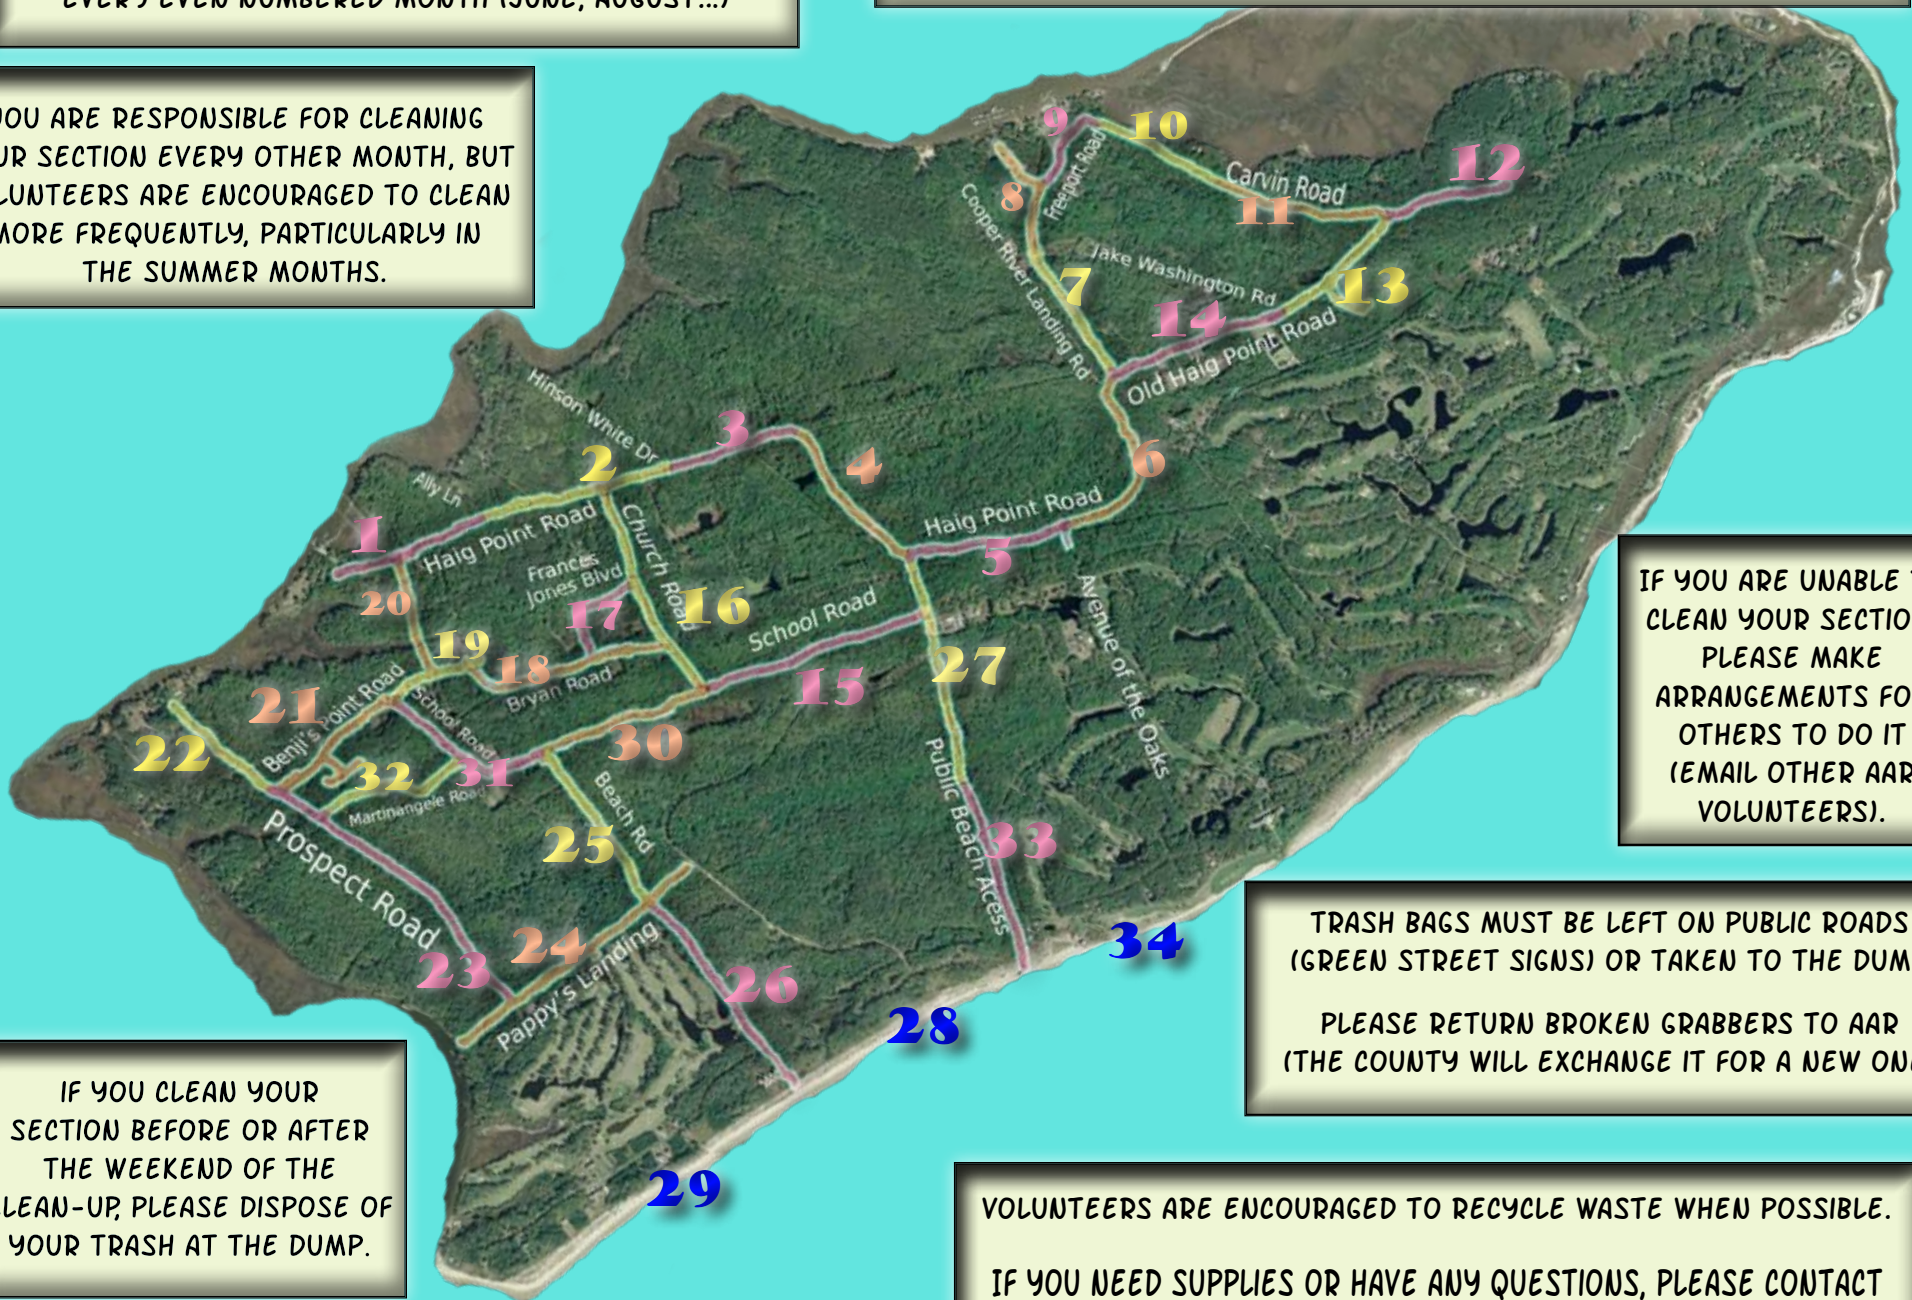 EVERY EVEN NUMBERED MONTH (JUNE, AUGUST...)
YOU ARE RESPONSIBLE FOR CLEANING
SECTION EVERY OTHER MONTH, BUT
VOLUNTEERS ARE ENCOURAGED TO CLEAN
MORE FREQUENTLY, PARTICULARLY IN
THE SUMMER MONTHS.
9
10
Freeport Road
8
Carvin Road
11
12
Cooper River Landing Rd
Jake Washington Rd
7
13
14
Old Haig Point Road
Hinson White Dr
3
2
4
6
Ally Ln
1
Haig Point Road
Church Road
Haig Point Road
5
Frances
Jones Blvd
20
17
16
School Road
Avenue of the Oaks
19
18
Bryan Road
15
27
21
Benji's Point Road
School Road
22
30
32
31
Martinangele Road
Beach Rd
Public Beach Acess
Prospect Road
25
33
24
23
Pappy's Landing
26
34
28
29
IF YOU ARE UNABLE
CLEAN YOUR SECTIO
PLEASE MAKE
ARRANGEMENTS FO
OTHERS TO DO IT
(EMAIL OTHER AAR
VOLUNTEERS).
TRASH BAGS MUST BE LEFT ON PUBLIC ROADS
(GREEN STREET SIGNS) OR TAKEN TO THE DUM
PLEASE RETURN BROKEN GRABBERS TO AAR
(THE COUNTY WILL EXCHANGE IT FOR A NEW ON
IF YOU CLEAN YOUR
SECTION BEFORE OR AFTER
THE WEEKEND OF THE
CLEAN-UP, PLEASE DISPOSE OF
YOUR TRASH AT THE DUMP.
VOLUNTEERS ARE ENCOURAGED TO RECYCLE WASTE WHEN POSSIBLE.
IF YOU NEED SUPPLIES OR HAVE ANY QUESTIONS, PLEASE CONTACT